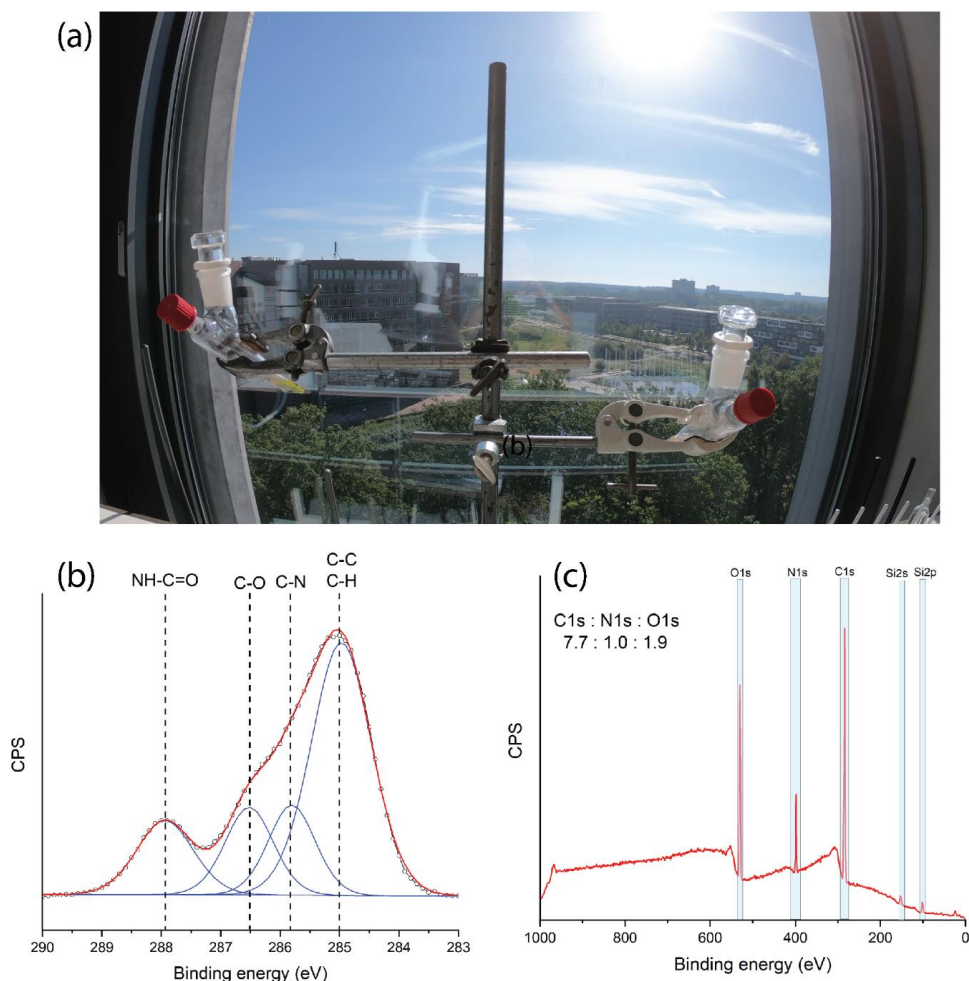 (a)
(b)
(b)
NH-C=O
C-O
C-N
C-C
C-H
CPS
290
289
288
287
286
285
284
283
Binding energy (eV)
(c)
O1s
N1s
C1s
Si2s
Si2p
C1s : N1s : O1s
7.7 : 1.0 : 1.9
CPS
1000
800
600
400
200
0
Binding energy (eV)